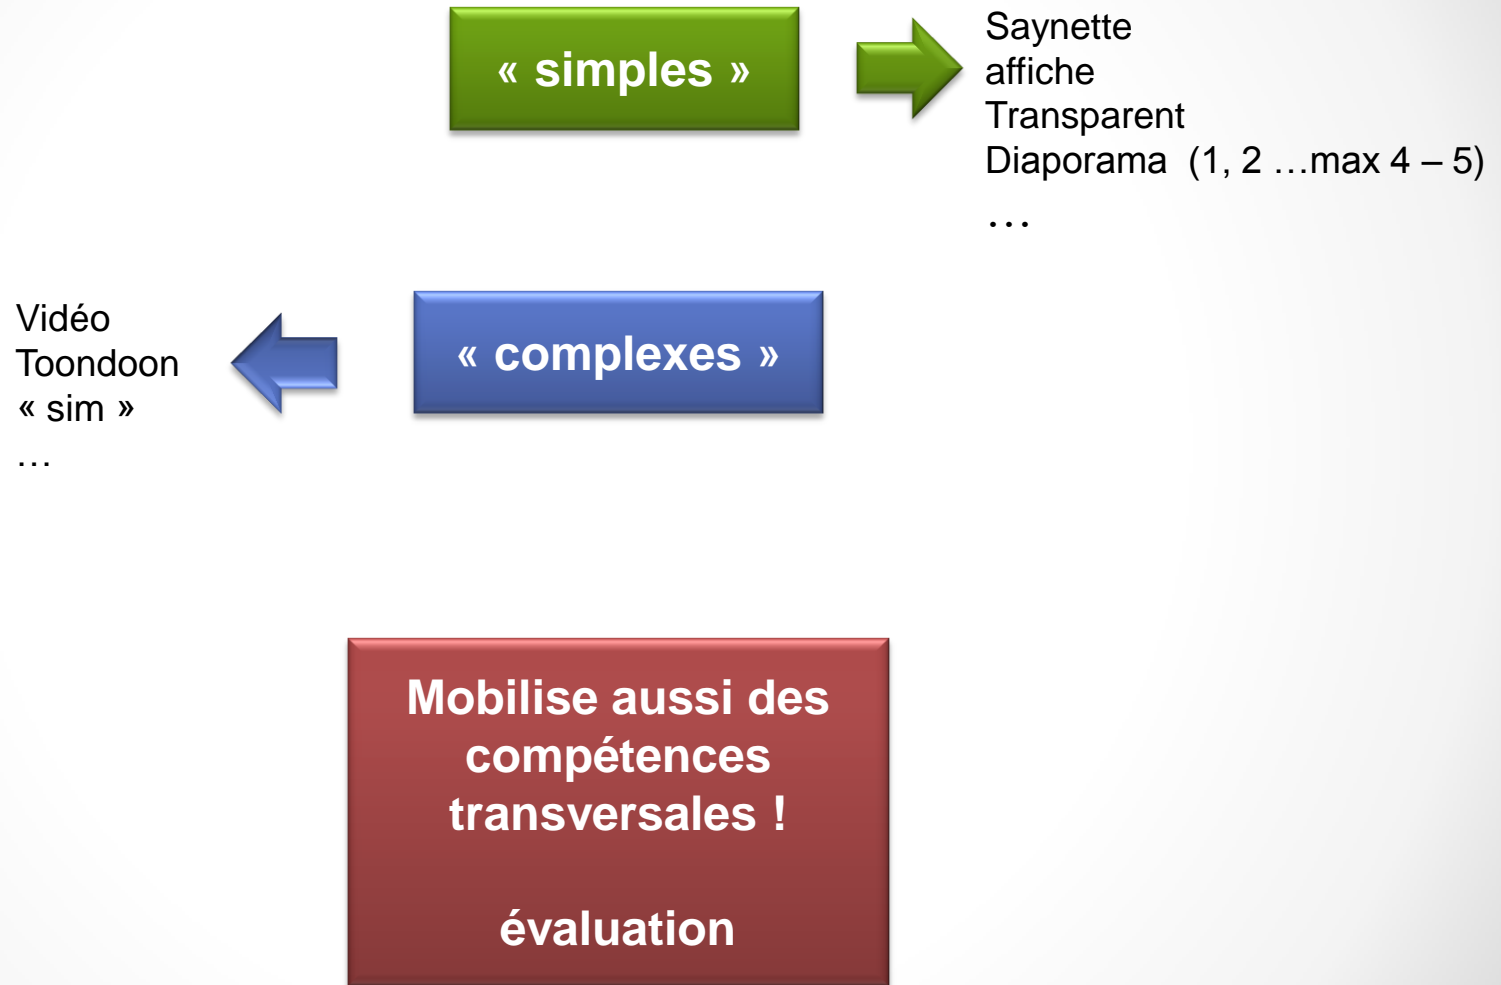 « simples »
Saynette
affiche
Transparent
Diaporama (1, 2 …max 4 – 5)
…
« complexes »
Vidéo
Toondoon
« sim »
…
Mobilise aussi des
compétences
transversales !
évaluation